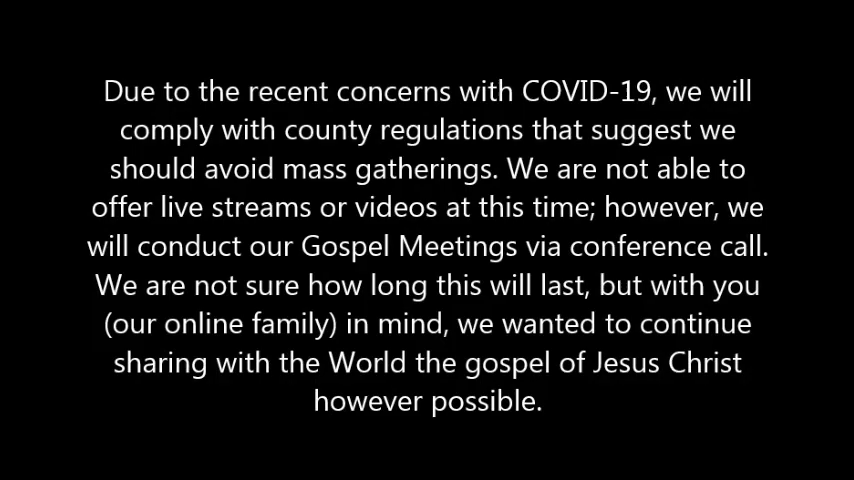 Due to the recent concerns with COVID-19, we will
comply with county regulations that suggest we
should avoid mass gatherings. We are not able to
offer live streams or videos at this time; however, we
will conduct our Gospel Meetings via conference call.
We are not sure how long this will last, but with you
(our online family) in mind, we wanted to continue
sharing with the World the gospel of Jesus Christ
however possible.